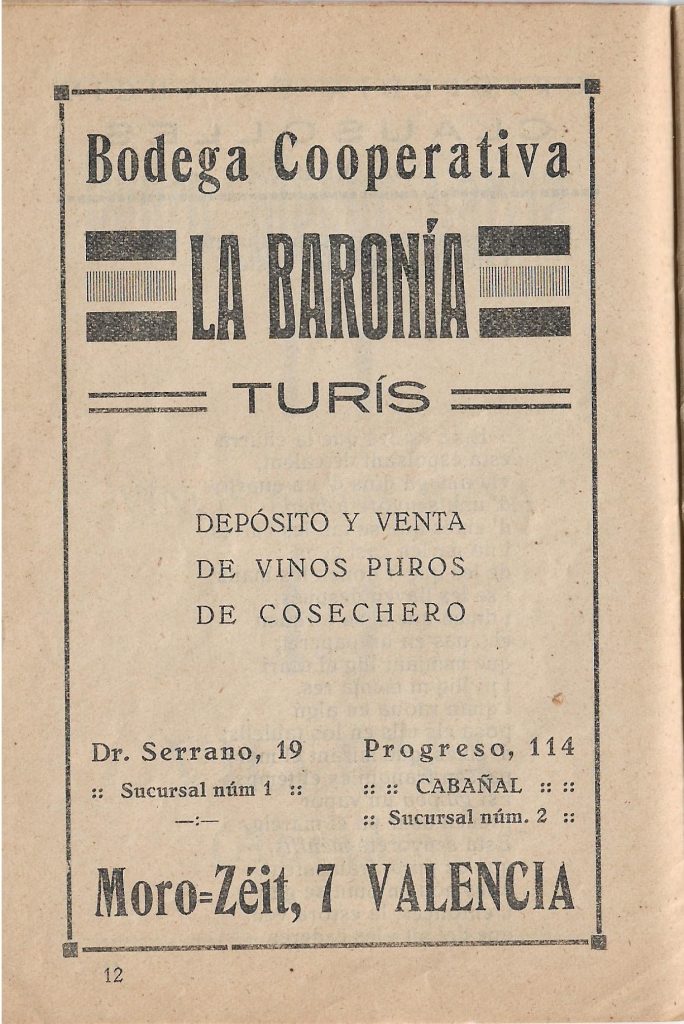 Bodega Cooperativa
LA BARONÍA
TURÍS
DEPÓSITO Y VENTA
DE VINOS PUROS
DE COSECHERO
Dr. Serrano, 19
:: Sucursal núm 1 ::
—:—
Progreso, 114
:: :: CABAÑAL :: ::
:: Sucursal núm. 2 ::
Moro=Zéit, 7 VALENCIA
12